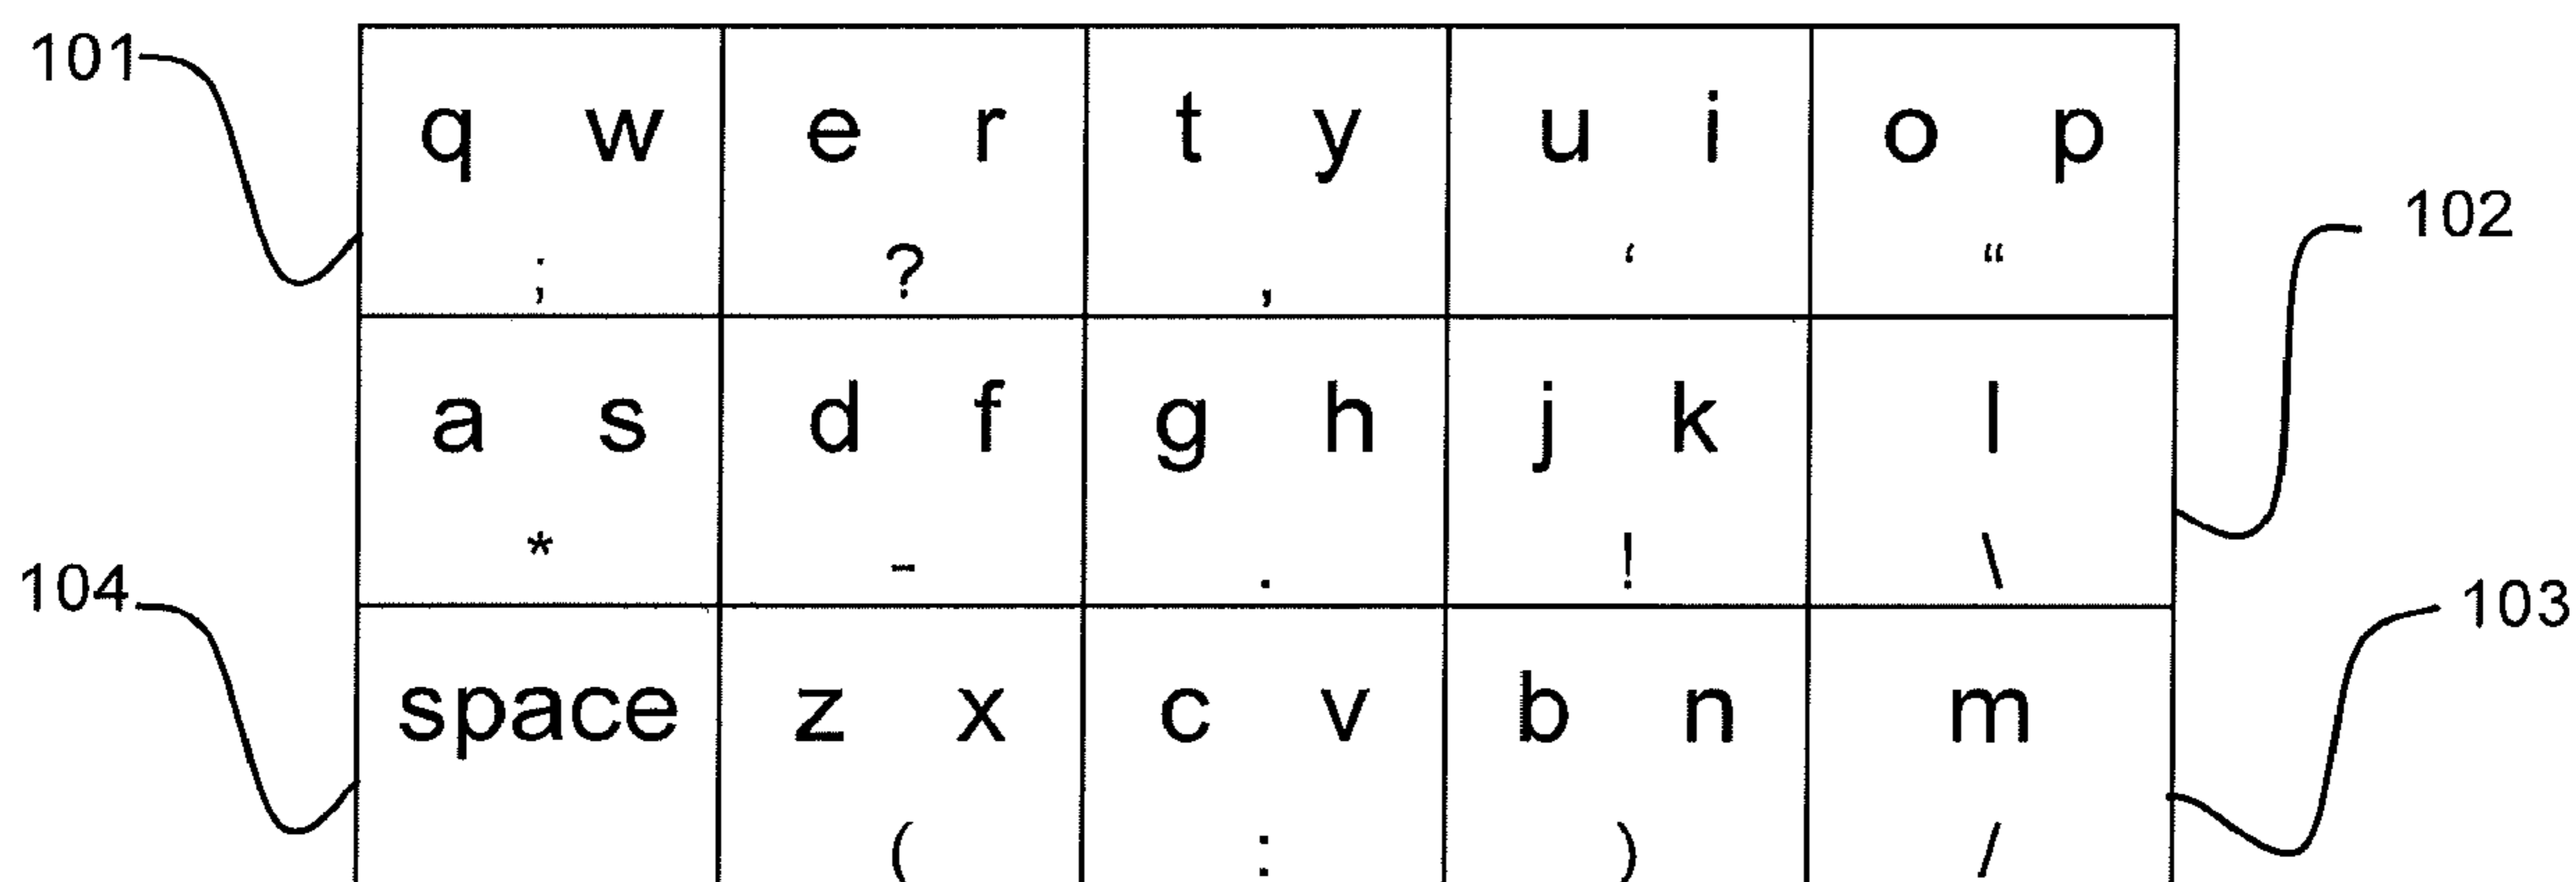 101
q w e r t y u i o p
102
; ? , ‘ “
a s d f g h j k l
* - . ! \
104
103
space z x c v b n m
( : ) /